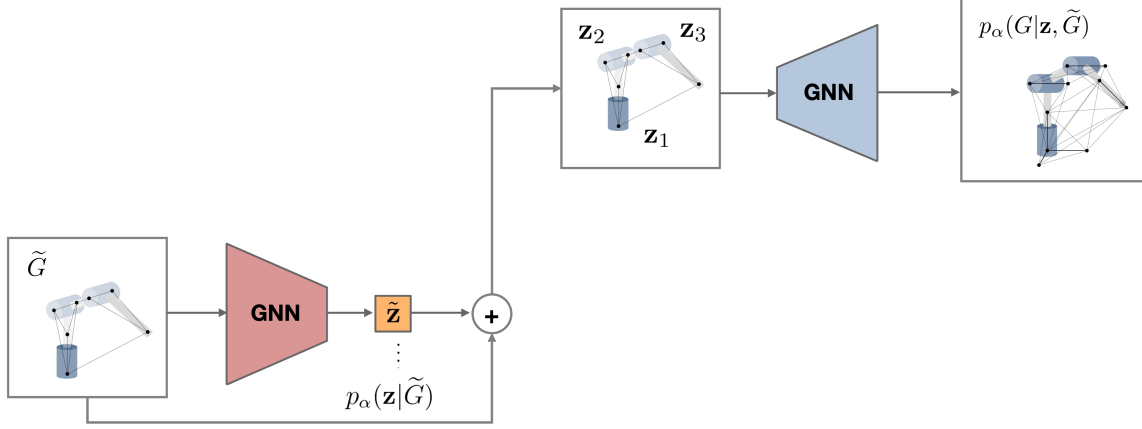 𝐳₂
𝐳₃
𝐳₁
GNN
p_α(G|𝐳, G̃)
G̃
GNN
𝐳̃
+
p_α(𝐳|G̃)